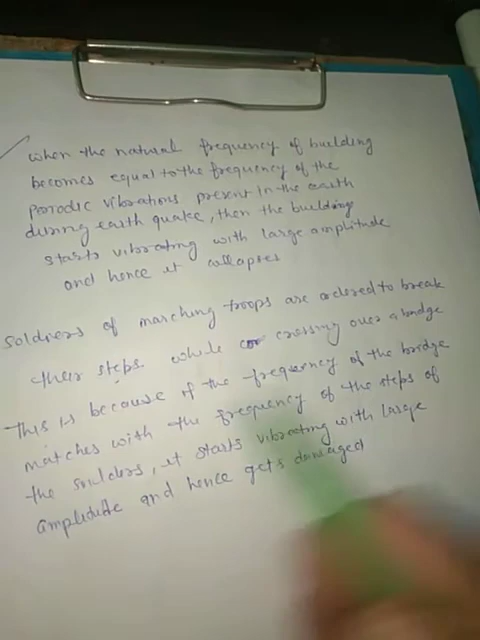 when the natural frequency of building
becomes equal to the frequency of the
parodic vibrations present in the earth
during earth quake, then the building
starts vibrating with large amplitude
and hence it collapses
soldiers of marching troops are ordered to break
their steps while crossing over a bridge
This is because if the frequency of the bridge
matches with the frequency of the steps of
the soilders, it starts vibrating with large
amplidutte and hence gets damaged